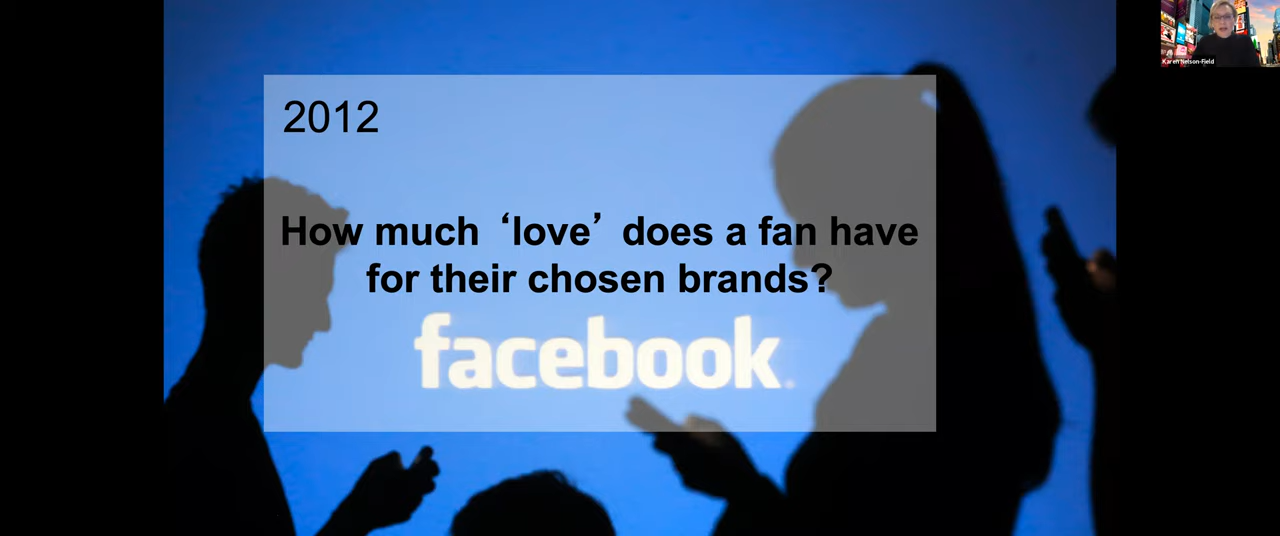 2012
How much ‘love’ does a fan have
for their chosen brands?
facebook
Karen Nelson-Field